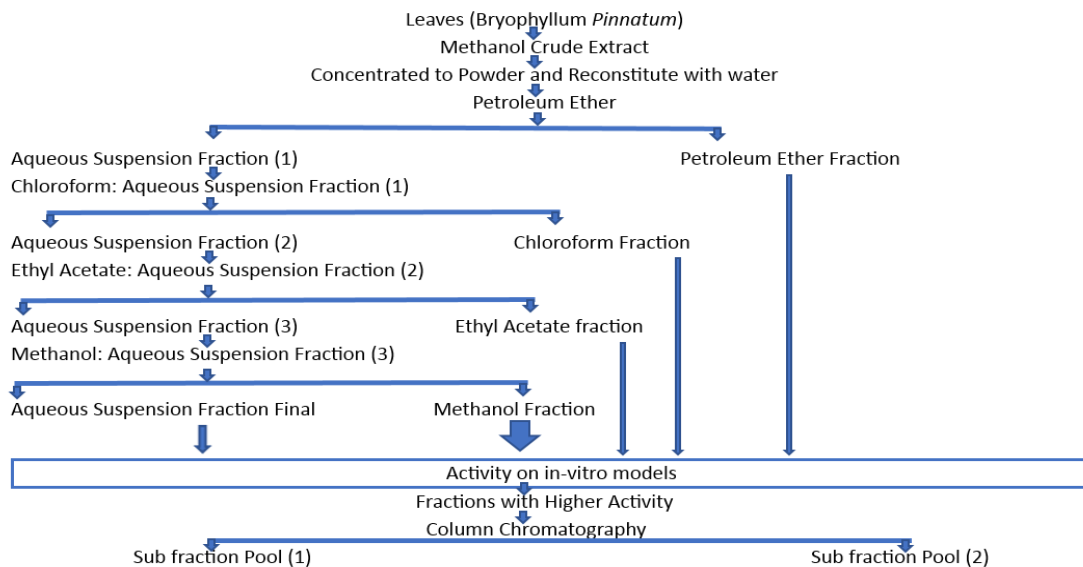 Leaves (Bryophyllum Pinnatum)
Methanol Crude Extract
Concentrated to Powder and Reconstitute with water
Petroleum Ether
Aqueous Suspension Fraction (1)
Petroleum Ether Fraction
Chloroform: Aqueous Suspension Fraction (1)
Aqueous Suspension Fraction (2)
Chloroform Fraction
Ethyl Acetate: Aqueous Suspension Fraction (2)
Aqueous Suspension Fraction (3)
Ethyl Acetate fraction
Methanol: Aqueous Suspension Fraction (3)
Aqueous Suspension Fraction Final
Methanol Fraction
Activity on in-vitro models
Fractions with Higher Activity
Column Chromatography
Sub fraction Pool (1)
Sub fraction Pool (2)